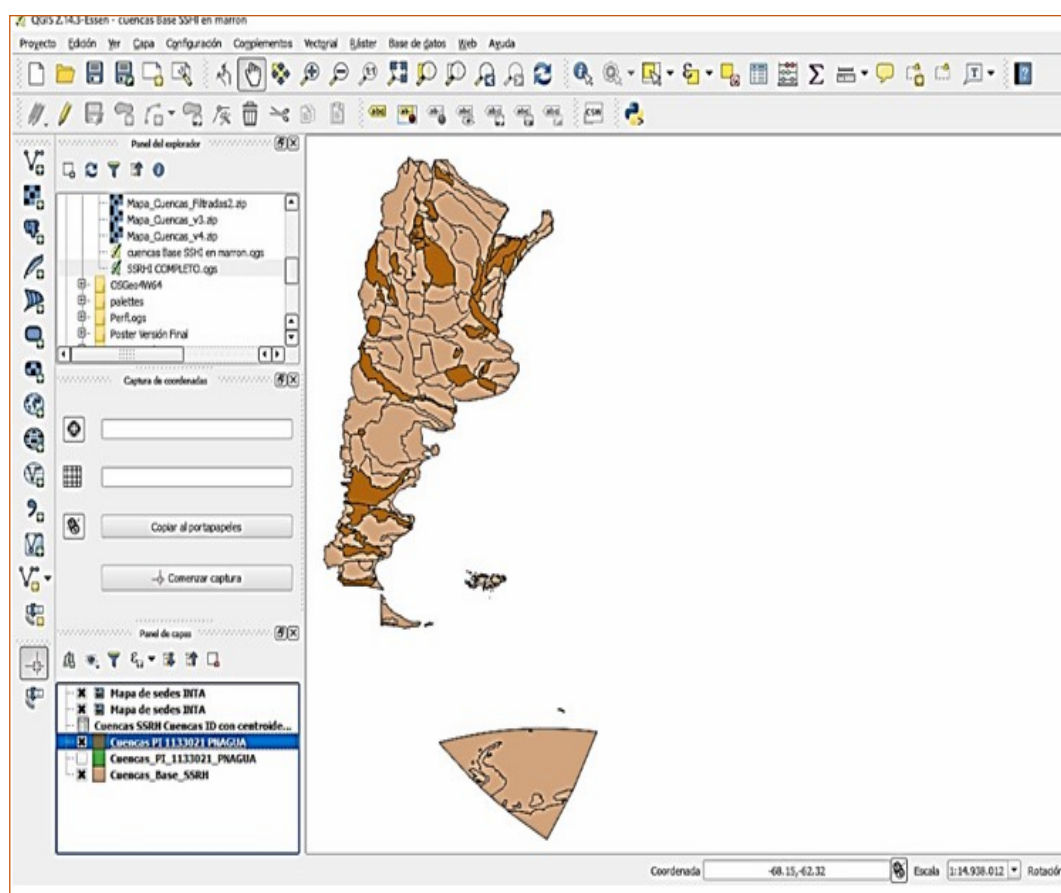 QGIS 2.14.3-Essen - cuencas Base SSHI en marron
Proyecto Edición Ver Capa Configuración Complementos Vectorial Ráster Base de datos Web Ayuda
Panel del explorador
Mapa_Cuencas_Filtradas2.zip
Mapa_Cuencas_v3.zip
Mapa_Cuencas_v4.zip
cuencas Base SSHI en marron.qgs
SSRHI COMPLETO.qgs
OSGeo4W64
palettes
PerfLogs
Poster Versión Final
Captura de coordenadas
Copiar al portapapeles
Comenzar captura
Panel de capas
Mapa de sedes INTA
Mapa de sedes INTA
Cuencas SSRH Cuencas ID con centroide...
Cuencas PI 1133021 PNAGUA
Cuencas_PI_1133021_PNAGUA
Cuencas_Base_SSRH
Coordenada -68.15,-62.32 Escala 1:14.938.012 Rotación